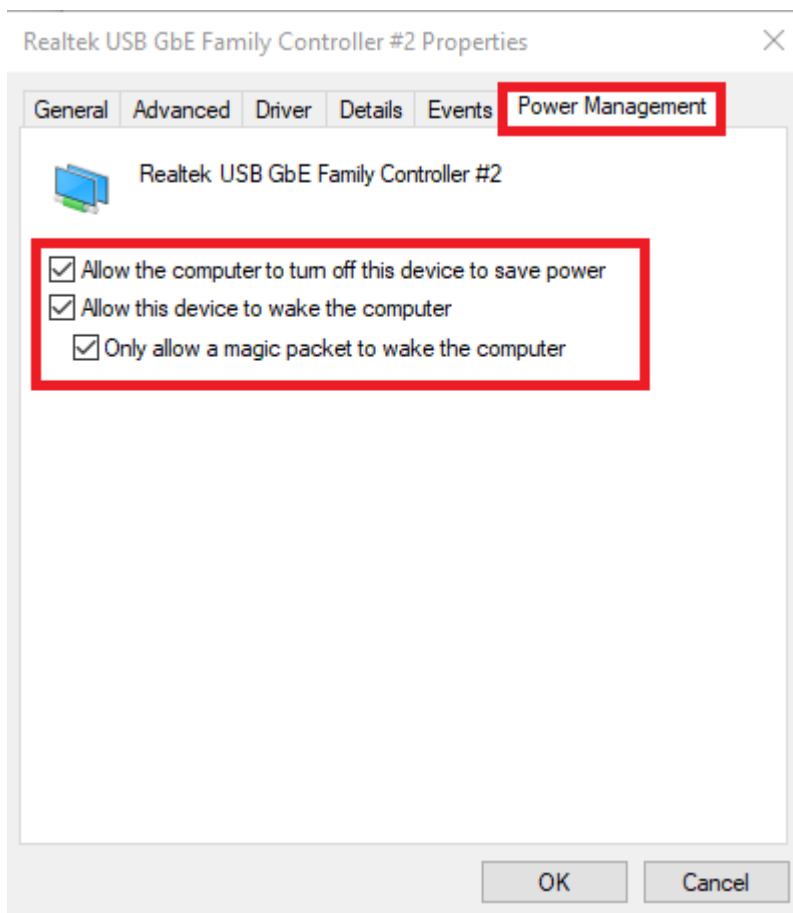 Realtek USB GbE Family Controller #2 Properties
General Advanced Driver Details Events Power Management
Realtek USB GbE Family Controller #2
Allow the computer to turn off this device to save power
Allow this device to wake the computer
Only allow a magic packet to wake the computer
OK Cancel